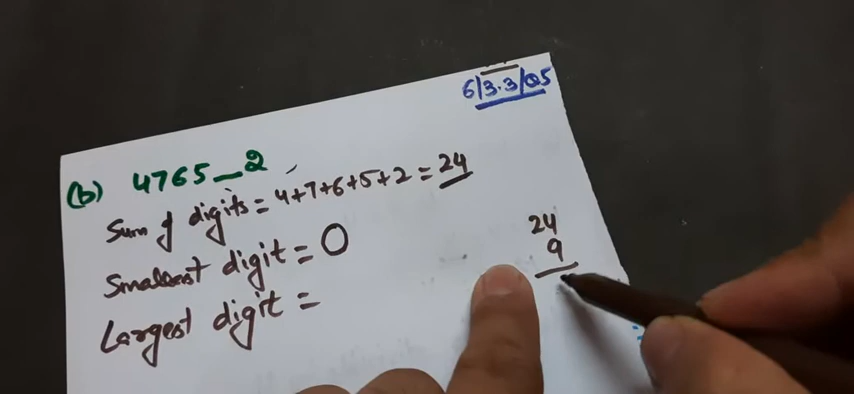 6/3.3/Q5
(b) 4765_2
Sum of digits = 4+7+6+5+2 = 24
Smallest digit = 0
Largest digit =
24
9